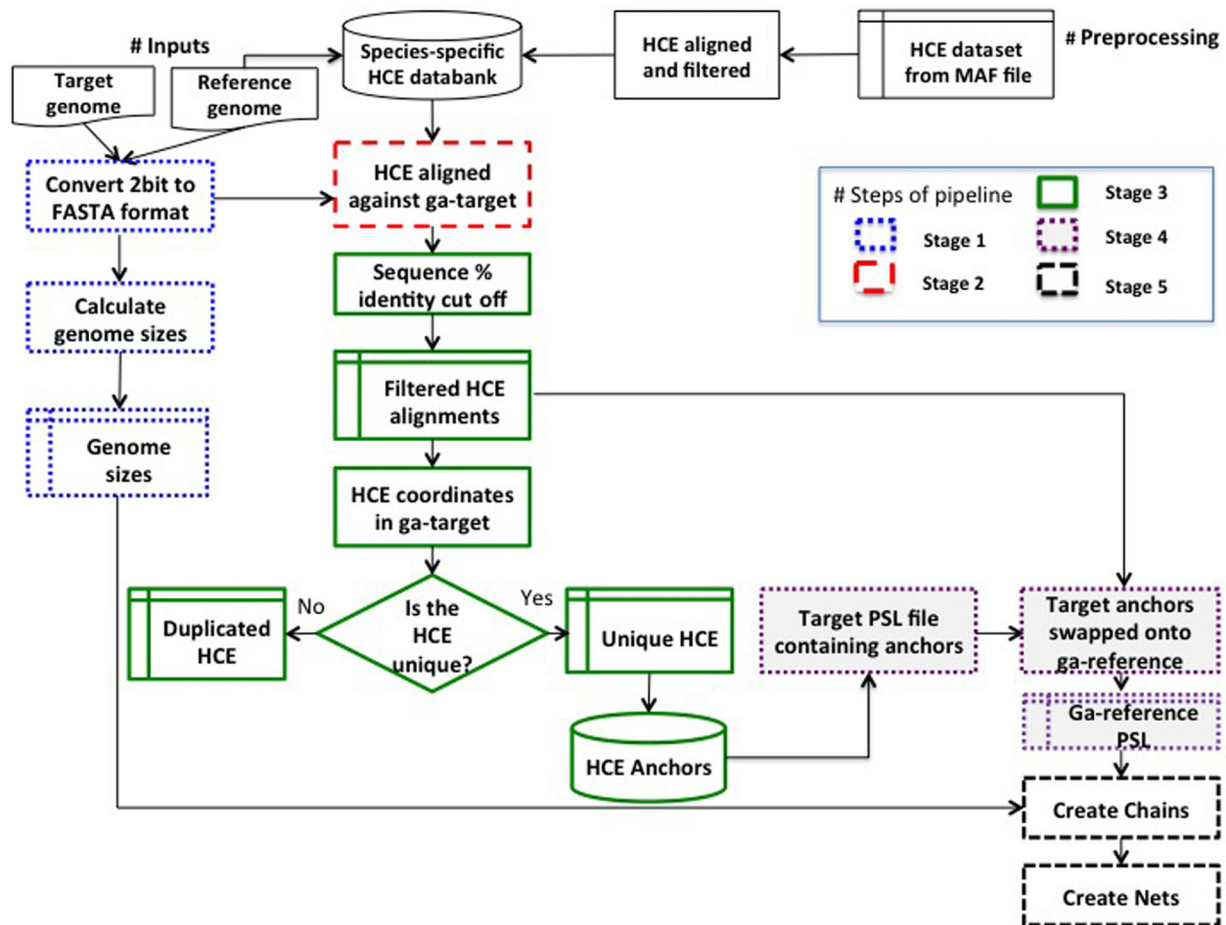 # Inputs
Target
genome
Reference
genome
Species-specific
HCE databank
HCE aligned
and filtered
HCE dataset
from MAF file
# Preprocessing
Convert 2bit to
FASTA format
HCE aligned
against ga-target
# Steps of pipeline
Stage 1
Stage 2
Stage 3
Stage 4
Stage 5
Calculate
genome sizes
Sequence %
identity cut off
Genome
sizes
Filtered HCE
alignments
HCE coordinates
in ga-target
Is the
HCE
unique?
No
Yes
Duplicated
HCE
Unique HCE
HCE Anchors
Target PSL file
containing anchors
Target anchors
swapped onto
ga-reference
Ga-reference
PSL
Create Chains
Create Nets